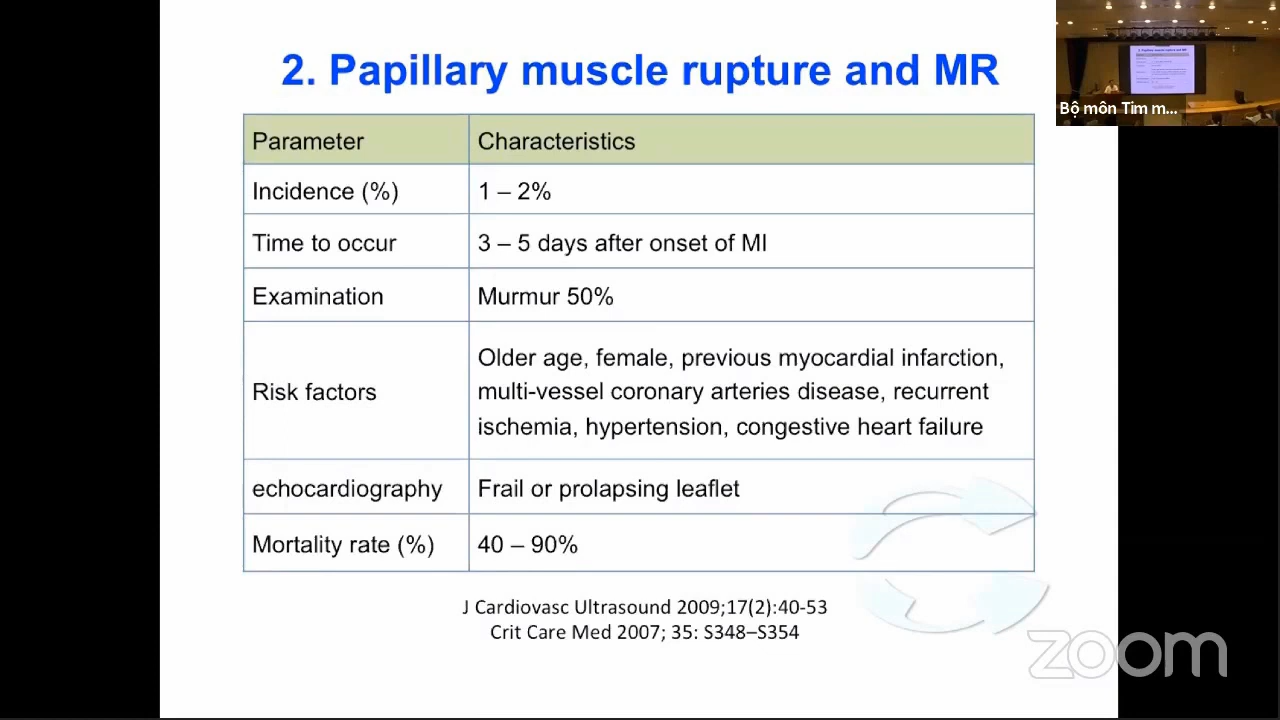 2. Papillary muscle rupture and MR
Bộ môn Tim m...
Parameter Characteristics
Incidence (%) 1 – 2%
Time to occur 3 – 5 days after onset of MI
Examination Murmur 50%
Risk factors
Older age, female, previous myocardial infarction,
multi-vessel coronary arteries disease, recurrent
ischemia, hypertension, congestive heart failure
echocardiography Frail or prolapsing leaflet
Mortality rate (%) 40 – 90%
J Cardiovasc Ultrasound 2009;17(2):40-53
Crit Care Med 2007; 35: S348–S354
zoom